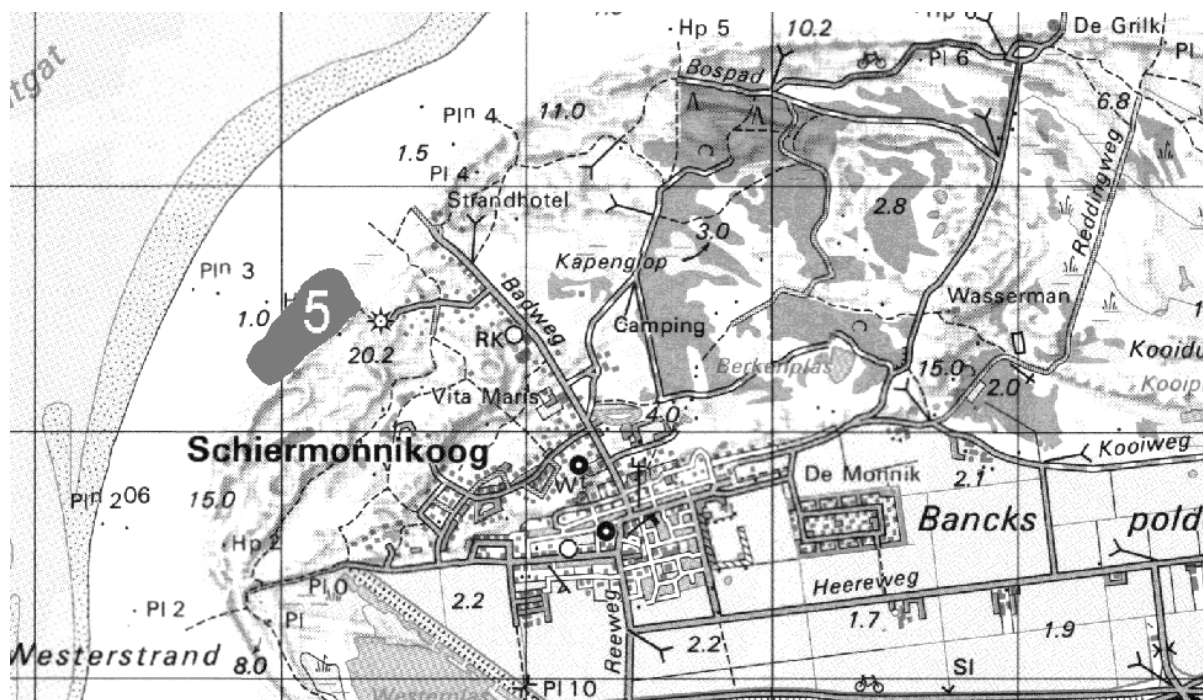 De Grilk
Hp 5
10.2
Pl 6
Pl
Bospad
11.0
Pln 4
6.8
1.5
Pl 4
Strandhotel
2.8
Reddingweg
3.0
Kapenglop
Pln 3
5
1.0
Badweg
Wasserman
Camping
RK
20.2
Berkenplas
15.0
2.0
Vita Maris
4.0
Schiermonnikoog
Kooiweg
De Monnik
2.1
W
15.0
Pln 206
Bancks
pold
Hp 2
Heereweg
Pl 0
Pl 2
2.2
1.7
Pl
2.2
1.9
Reeweg
Westerstrand
8.0
Sl
Pl 10